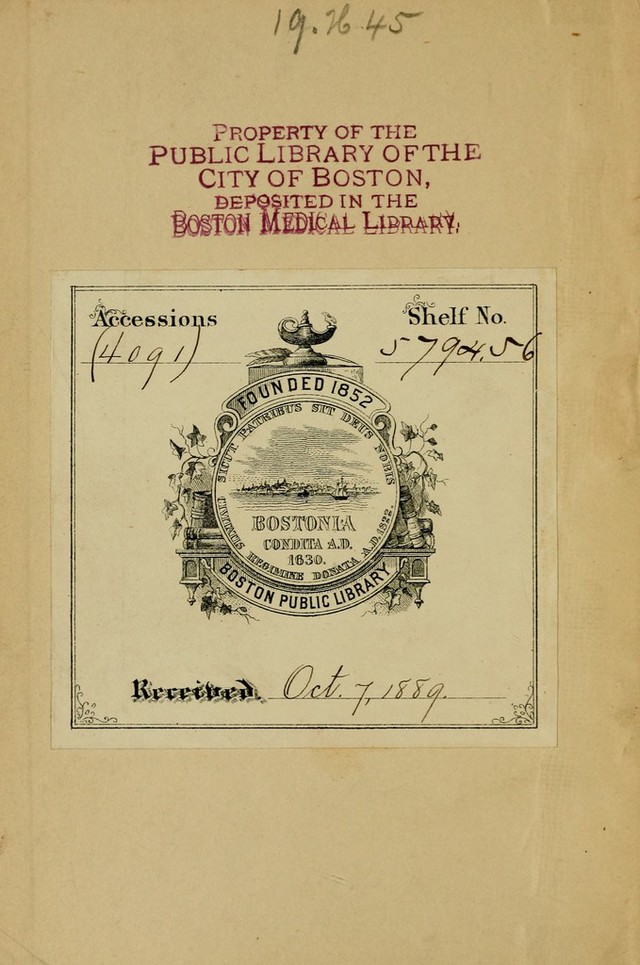 19.H.45
PROPERTY OF THE
PUBLIC LIBRARY OF THE
CITY OF BOSTON,
DEPOSITED IN THE
BOSTON MEDICAL LIBRARY.
Accessions
(4091)
Shelf No.
5794.56
FOUNDED 1852
SICUT PATRIBUS SIT DEUS NOBIS
BOSTONIA
CONDITA A.D.
1630.
CIVITATIS REGIMINE DONATA A.D. 1822.
BOSTON PUBLIC LIBRARY
Received Oct. 7, 1889.